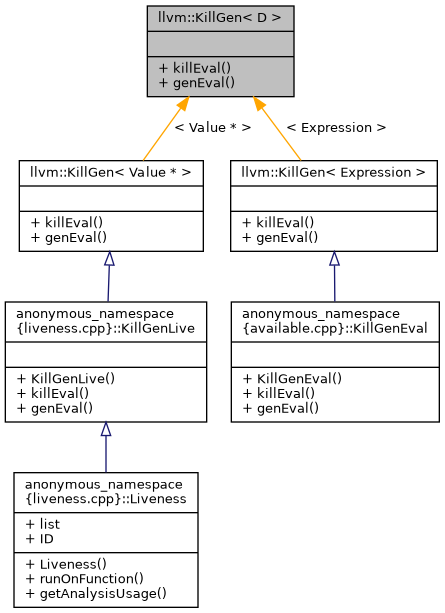 llvm::KillGen< D >
+ killEval()
+ genEval()
< Value * >
< Expression >
llvm::KillGen< Value * >
+ killEval()
+ genEval()
llvm::KillGen< Expression >
+ killEval()
+ genEval()
anonymous_namespace
{liveness.cpp}::KillGenLive
+ KillGenLive()
+ killEval()
+ genEval()
anonymous_namespace
{available.cpp}::KillGenEval
+ KillGenEval()
+ killEval()
+ genEval()
anonymous_namespace
{liveness.cpp}::Liveness
+ list
+ ID
+ Liveness()
+ runOnFunction()
+ getAnalysisUsage()